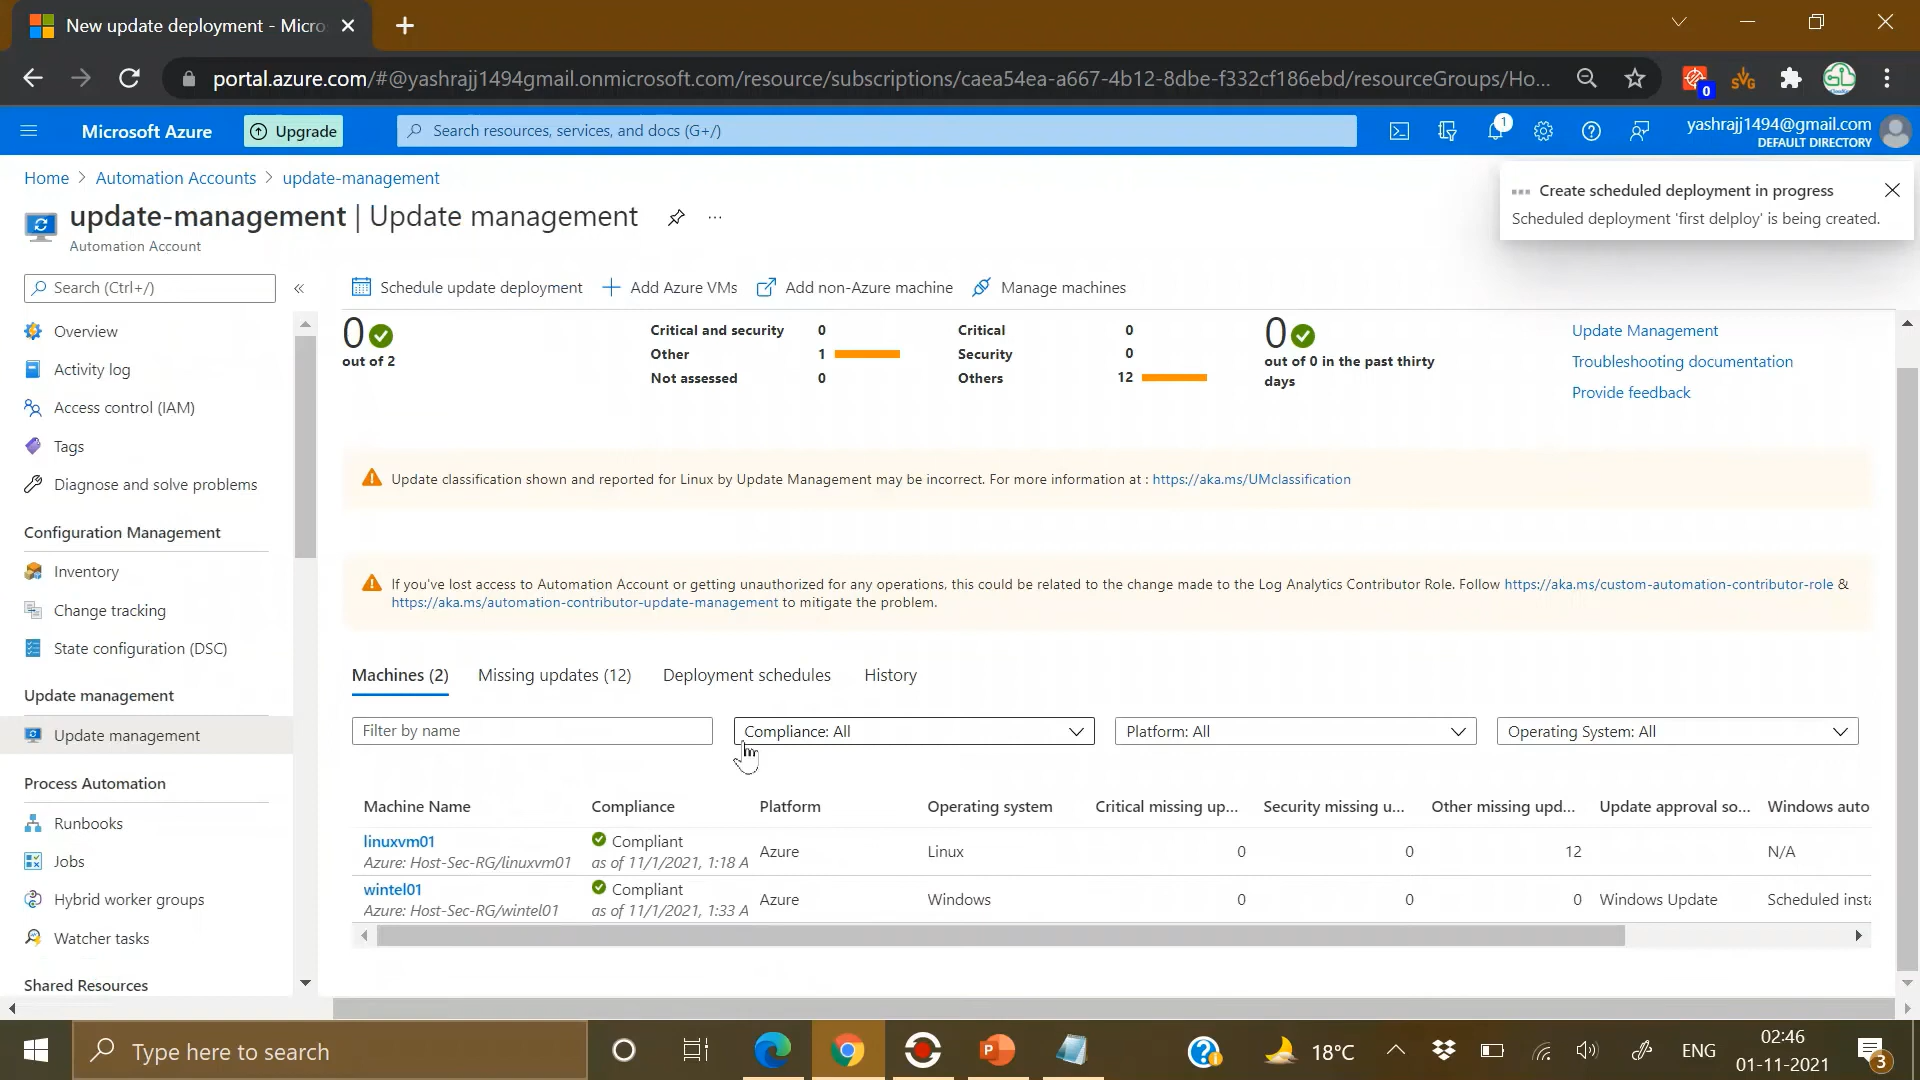 New update deployment - Micro
portal.azure.com/#@yashrajj1494gmail.onmicrosoft.com/resource/subscriptions/caea54ea-a667-4b12-8dbe-f332cf186ebd/resourceGroups/Ho...
0
Microsoft Azure
Upgrade
Search resources, services, and docs (G+/)
1
yashrajj1494@gmail.com
DEFAULT DIRECTORY
Home > Automation Accounts > update-management
Create scheduled deployment in progress
Scheduled deployment 'first delploy' is being created.
update-management | Update management
Automation Account
Search (Ctrl+/)
Overview
Activity log
Access control (IAM)
Tags
Diagnose and solve problems
Configuration Management
Inventory
Change tracking
State configuration (DSC)
Update management
Update management
Process Automation
Runbooks
Jobs
Hybrid worker groups
Watcher tasks
Shared Resources
Schedule update deployment
Add Azure VMs
Add non-Azure machine
Manage machines
0
out of 2
Critical and security 0
Other 1
Not assessed 0
Critical 0
Security 0
Others 12
0
out of 0 in the past thirty
days
Update Management
Troubleshooting documentation
Provide feedback
Update classification shown and reported for Linux by Update Management may be incorrect. For more information at : https://aka.ms/UMclassification
If you've lost access to Automation Account or getting unauthorized for any operations, this could be related to the change made to the Log Analytics Contributor Role. Follow https://aka.ms/custom-automation-contributor-role &
https://aka.ms/automation-contributor-update-management to mitigate the problem.
Machines (2) Missing updates (12) Deployment schedules History
Filter by name
Compliance: All
Platform: All
Operating System: All
Machine Name Compliance Platform Operating system Critical missing up... Security missing u... Other missing upd... Update approval so... Windows auto
linuxvm01 Compliant
Azure: Host-Sec-RG/linuxvm01 as of 11/1/2021, 1:18 A Azure Linux 0 0 12 N/A
wintel01 Compliant
Azure: Host-Sec-RG/wintel01 as of 11/1/2021, 1:33 A Azure Windows 0 0 0 Windows Update Scheduled insta
Type here to search
18°C
ENG
02:46
01-11-2021
3